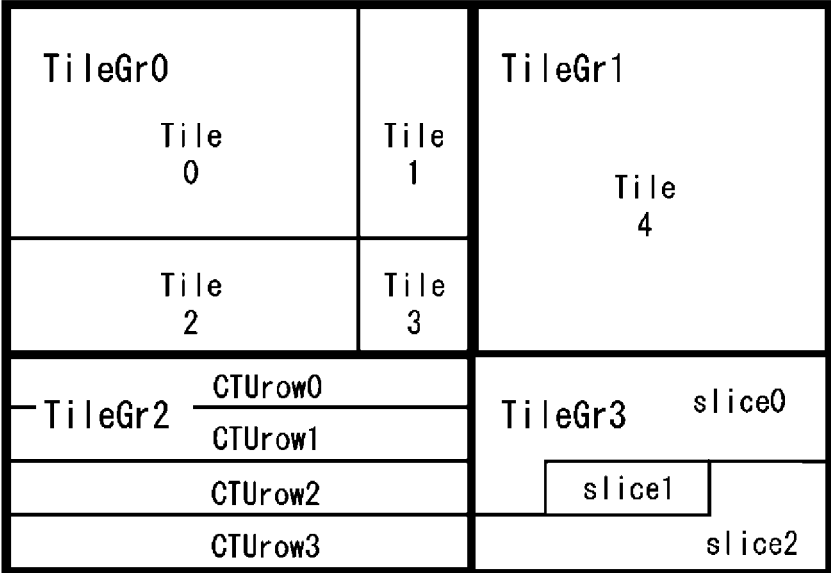 TileGr0
Tile
0
Tile
1
Tile
2
Tile
3
TileGr1
Tile
4
TileGr2
CTUrow0
CTUrow1
CTUrow2
CTUrow3
TileGr3
slice0
slice1
slice2